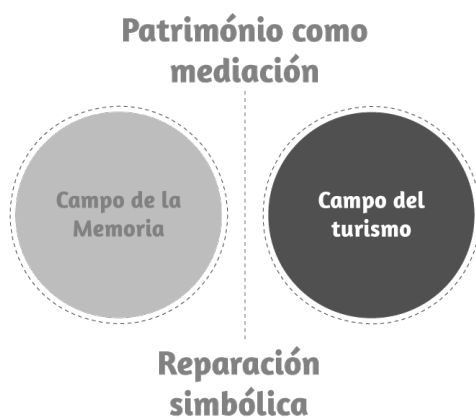 Património como
mediación
Campo de la
Memoria
Campo del
turismo
Reparación
simbólica